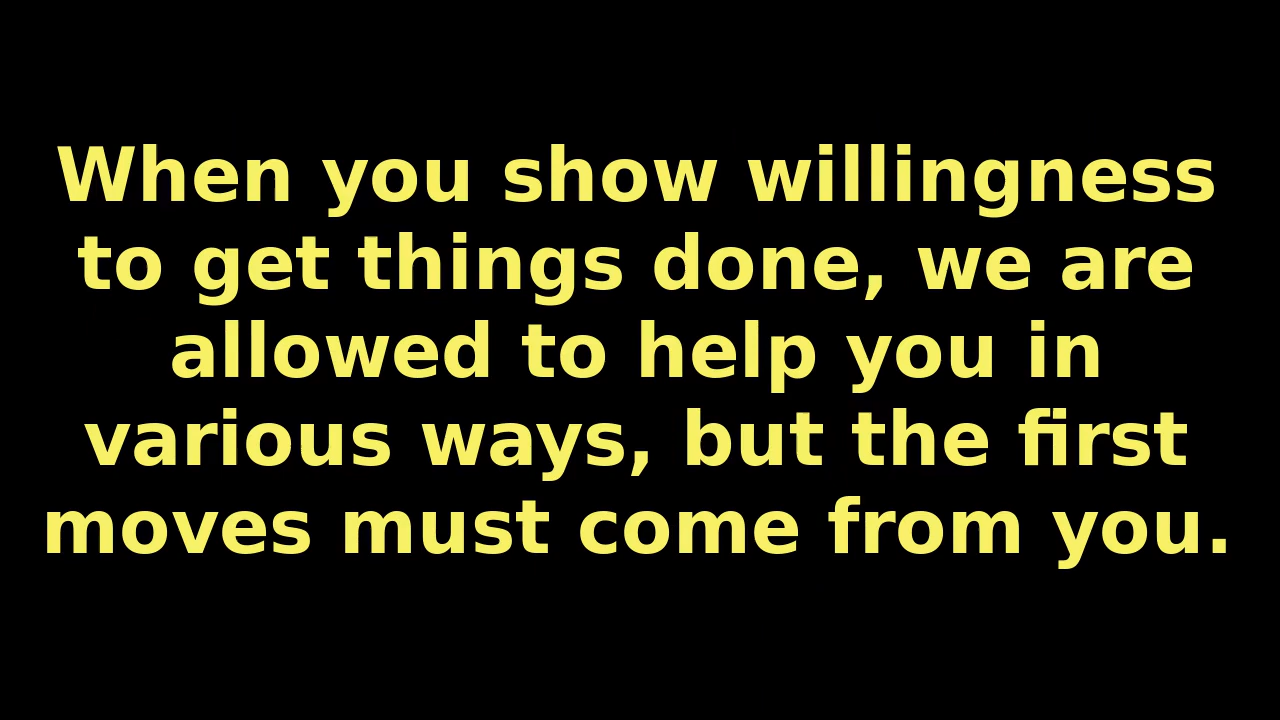 When you show willingness
to get things done, we are
allowed to help you in
various ways, but the first
moves must come from you.